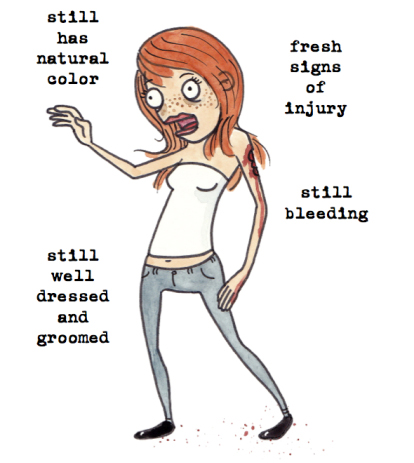 still
has
natural
color
fresh
signs
of
injury
still
bleeding
still
well
dressed
and
groomed